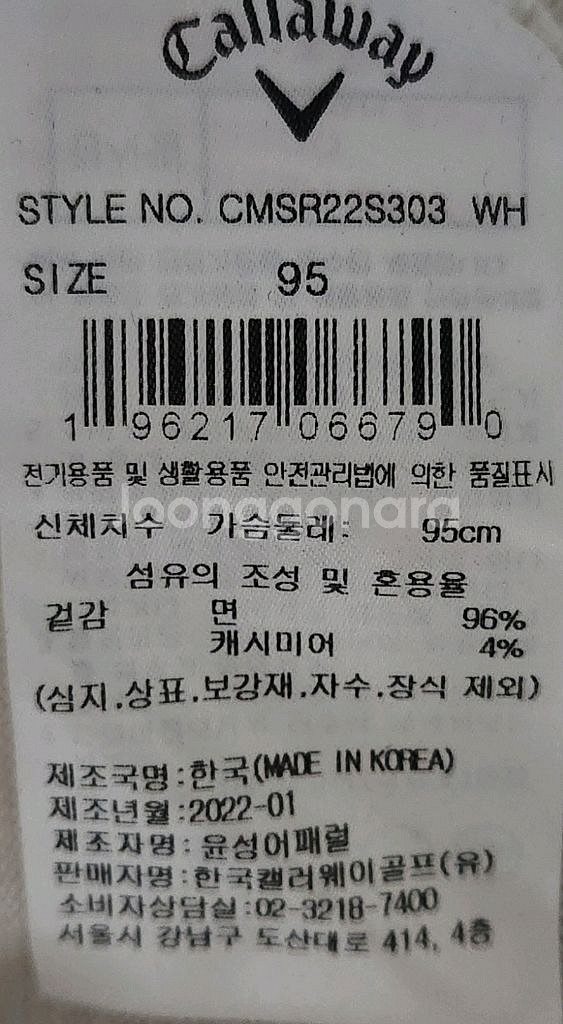 Callaway
STYLE NO. CMSR22S303 WH
SIZE 95
1 96217 06679 0
전기용품 및 생활용품 안전관리법에 의한 품질표시
joonggonara
신체치수 가슴둘레: 95cm
섬유의 조성 및 혼용율
겉감 면 96%
캐시미어 4%
(심지.상표.보강재.자수.장식 제외)
제조국명:한국(MADE IN KOREA)
제조년월:2022-01
제조자명: 윤성어패럴
판매자명:한국캘러웨이골프(유)
소비자상담실:02-3218-7400
서울시 강남구 도산대로 414, 4층